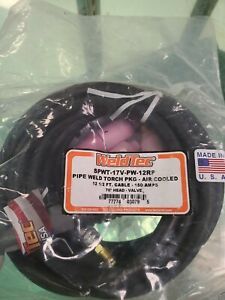 WeldTec
SPWT-17V-PW-12RF
PIPE WELD TORCH PKG - AIR COOLED
12 1/2 FT. CABLE - 150 AMPS
70° HEAD - VALVE,
MADE IN
U. S. A